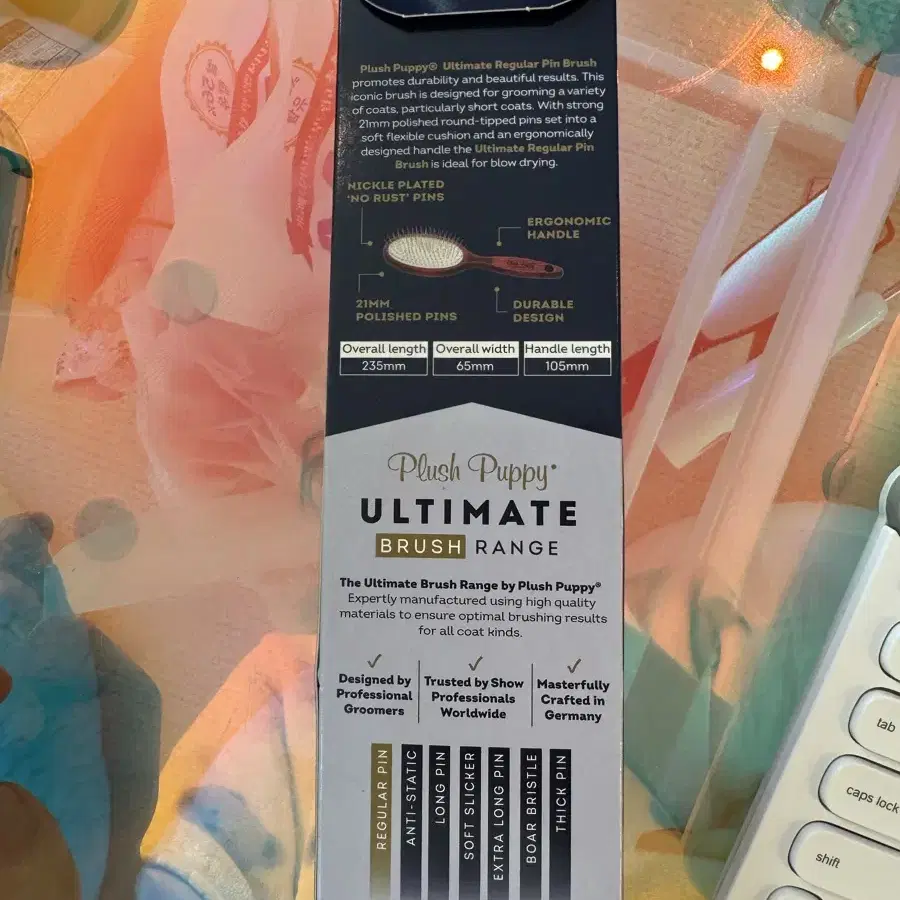 Plush Puppy® Ultimate Regular Pin Brush
promotes durability and beautiful results. This
iconic brush is designed for grooming a variety
of coats, particularly short coats. With strong
21mm polished round-tipped pins set into a
soft flexible cushion and an ergonomically
designed handle the Ultimate Regular Pin
Brush is ideal for blow drying.
NICKLE PLATED
'NO RUST' PINS
ERGONOMIC
HANDLE
21MM
POLISHED PINS
DURABLE
DESIGN
Overall length
235mm
Overall width
65mm
Handle length
105mm
Plush Puppy
ULTIMATE
BRUSH RANGE
The Ultimate Brush Range by Plush Puppy®
Expertly manufactured using high quality
materials to ensure optimal brushing results
for all coat kinds.
Designed by
Professional
Groomers
Trusted by Show
Professionals
Worldwide
Masterfully
Crafted in
Germany
REGULAR PIN
ANTI-STATIC
LONG PIN
SOFT SLICKER
EXTRA LONG PIN
BOAR BRISTLE
THICK PIN
tab
caps lock
shift